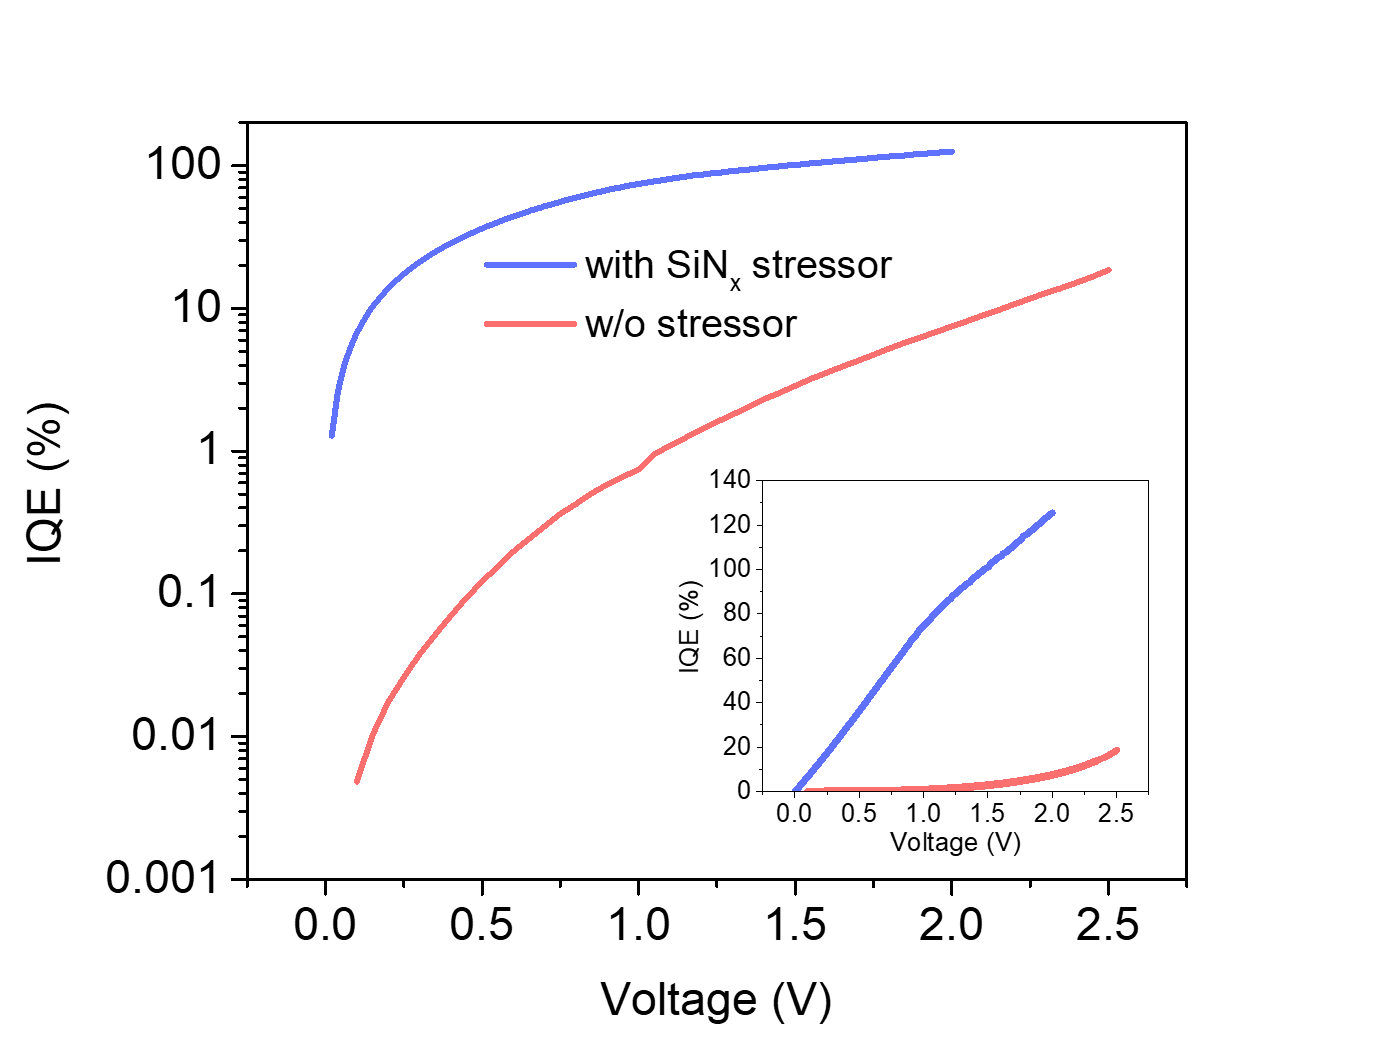 100
10
1
0.1
0.01
0.001
IQE (%)
with SiNx stressor
w/o stressor
140
120
100
80
60
40
20
0
IQE (%)
0.0 0.5 1.0 1.5 2.0 2.5
Voltage (V)
0.0 0.5 1.0 1.5 2.0 2.5
Voltage (V)